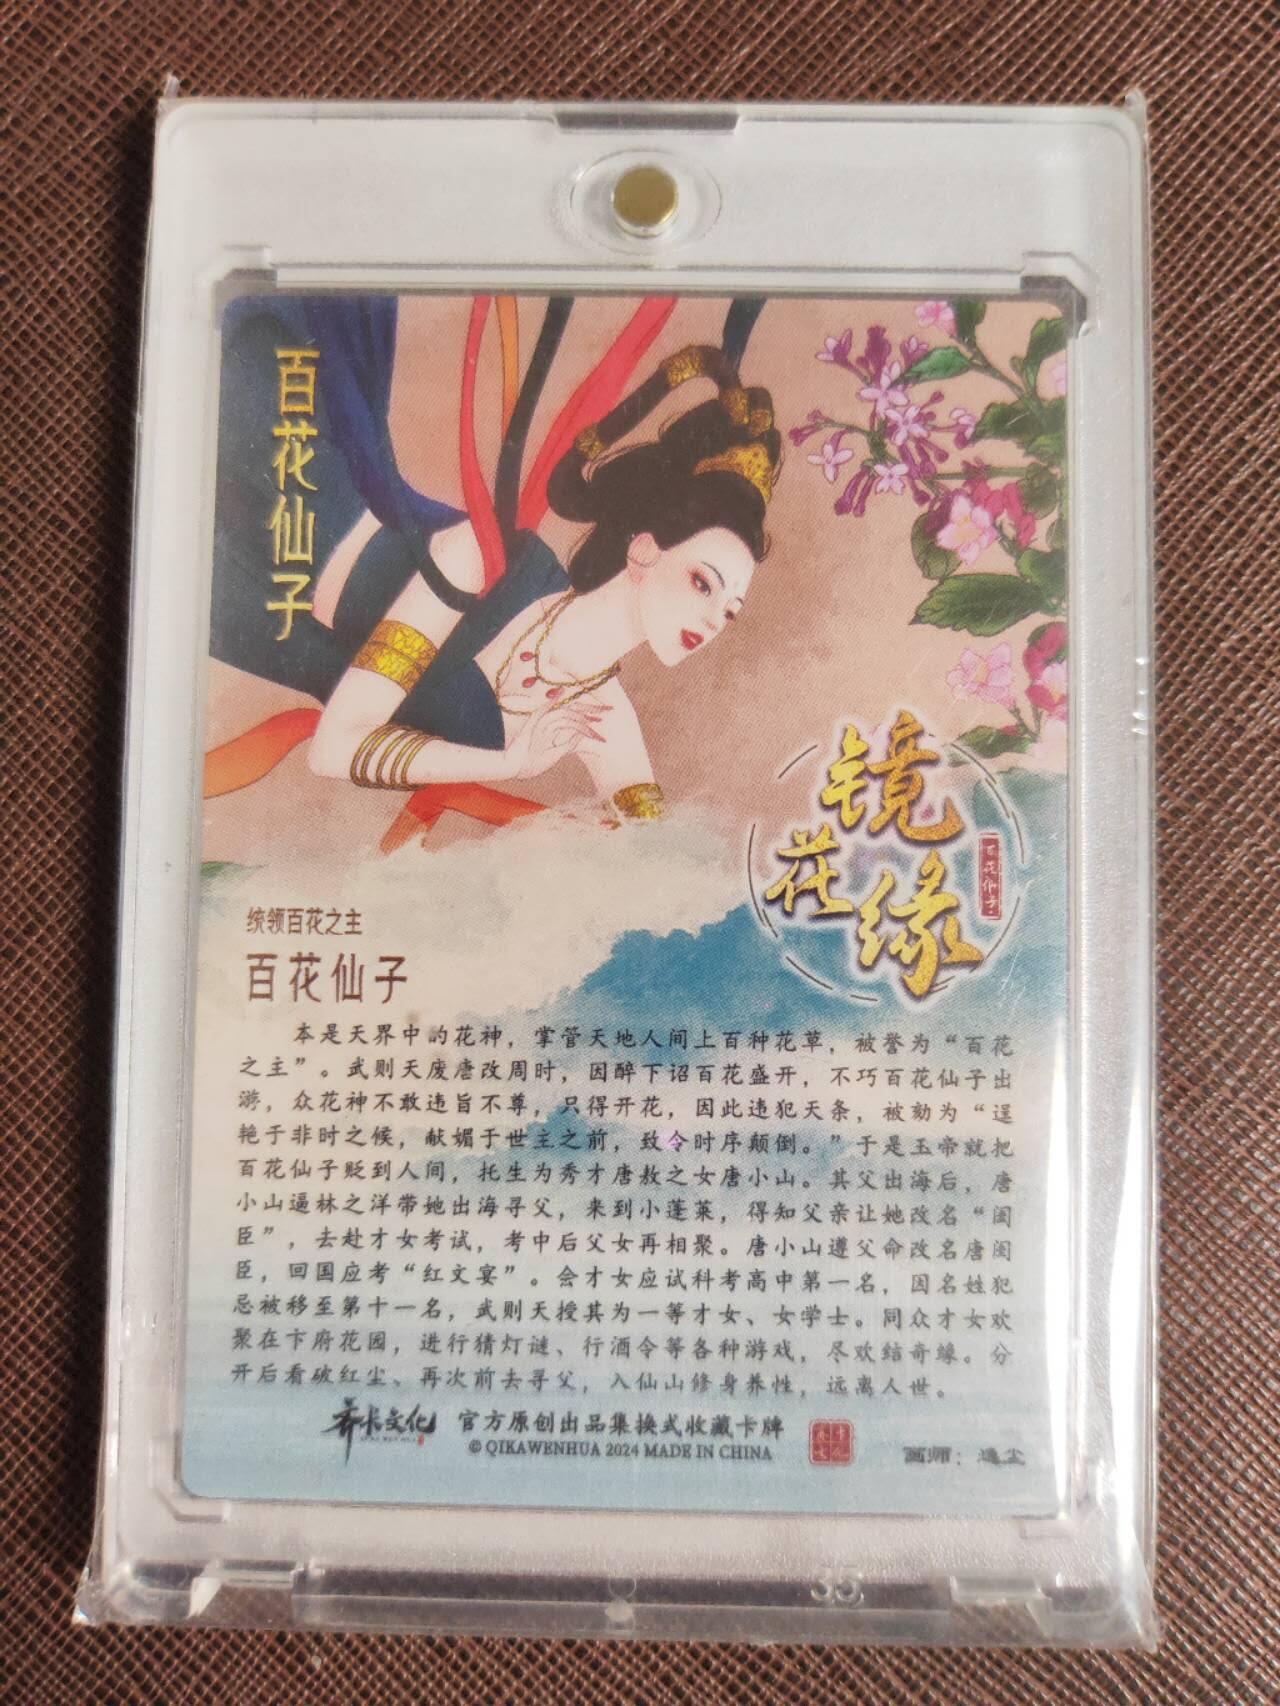 百花仙子
镜花缘
百花仙子
统领百花之主
百花仙子
本是天界中的花神，掌管天地人间上百种花草，被誉为“百花
之主”。武则天废唐改周时，因醉下诏百花盛开，不巧百花仙子出
游，众花神不敢违旨不尊，只得开花，因此违犯天条，被劾为“逞
艳于非时之候，献媚于世主之前，致令时序颠倒。”于是玉帝就把
百花仙子贬到人间，托生为秀才唐敖之女唐小山。其父出海后，唐
小山逼林之洋带她出海寻父，来到小蓬莱，得知父亲让她改名“闺
臣”，去赴才女考试，考中后父女再相聚。唐小山遵父命改名唐闺
臣，回国应考“红文宴”。会才女应试科考高中第一名，因名姓犯
忌被移至第十一名，武则天授其为一等才女、女学士。同众才女欢
聚在卞府花园，进行猜灯谜、行酒令等各种游戏，尽欢结奇缘。分
开后看破红尘、再次前去寻父，入仙山修身养性，远离人世。
齐卡文化 官方原创出品集换式收藏卡牌
©QIKAWENHUA 2024 MADE IN CHINA
画师：逸尘
35